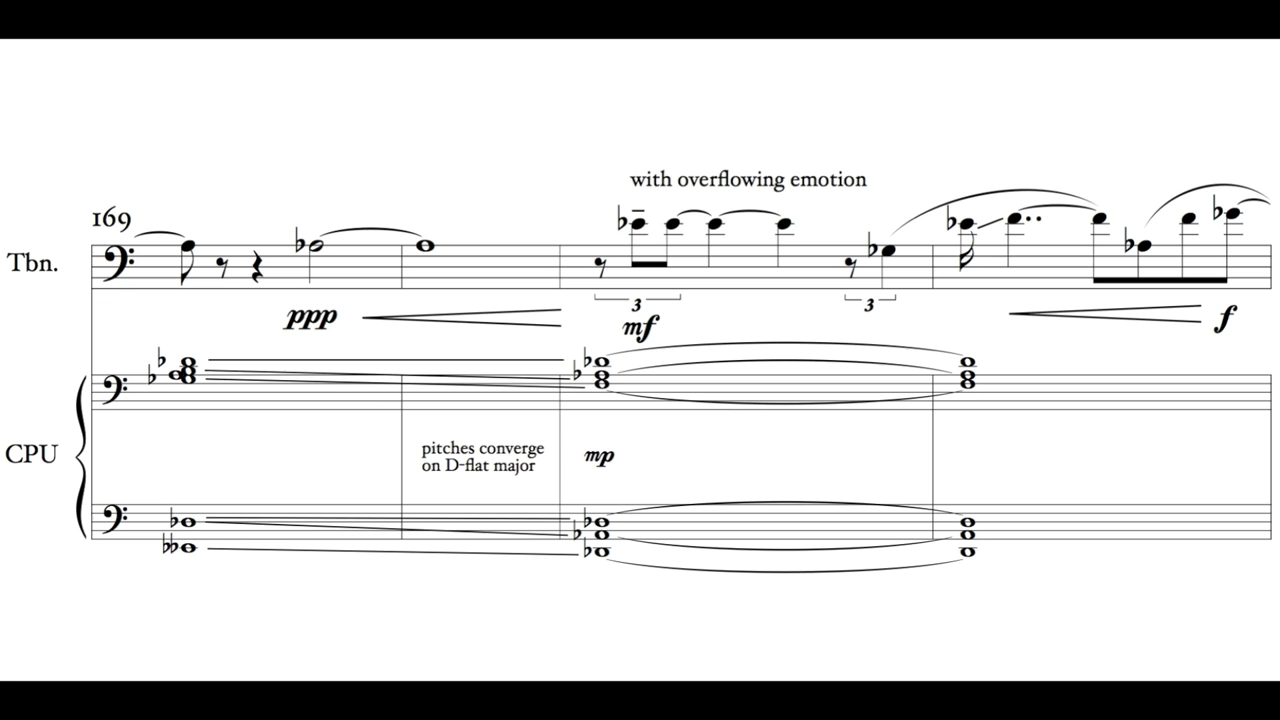 with overflowing emotion
169
Tbn.
3
3
ppp
mf
f
CPU
pitches converge
on D-flat major
mp